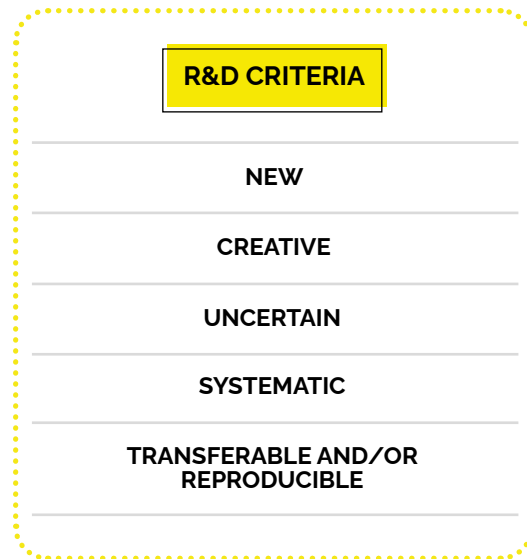 R&D CRITERIA
NEW
CREATIVE
UNCERTAIN
SYSTEMATIC
TRANSFERABLE AND/OR
REPRODUCIBLE